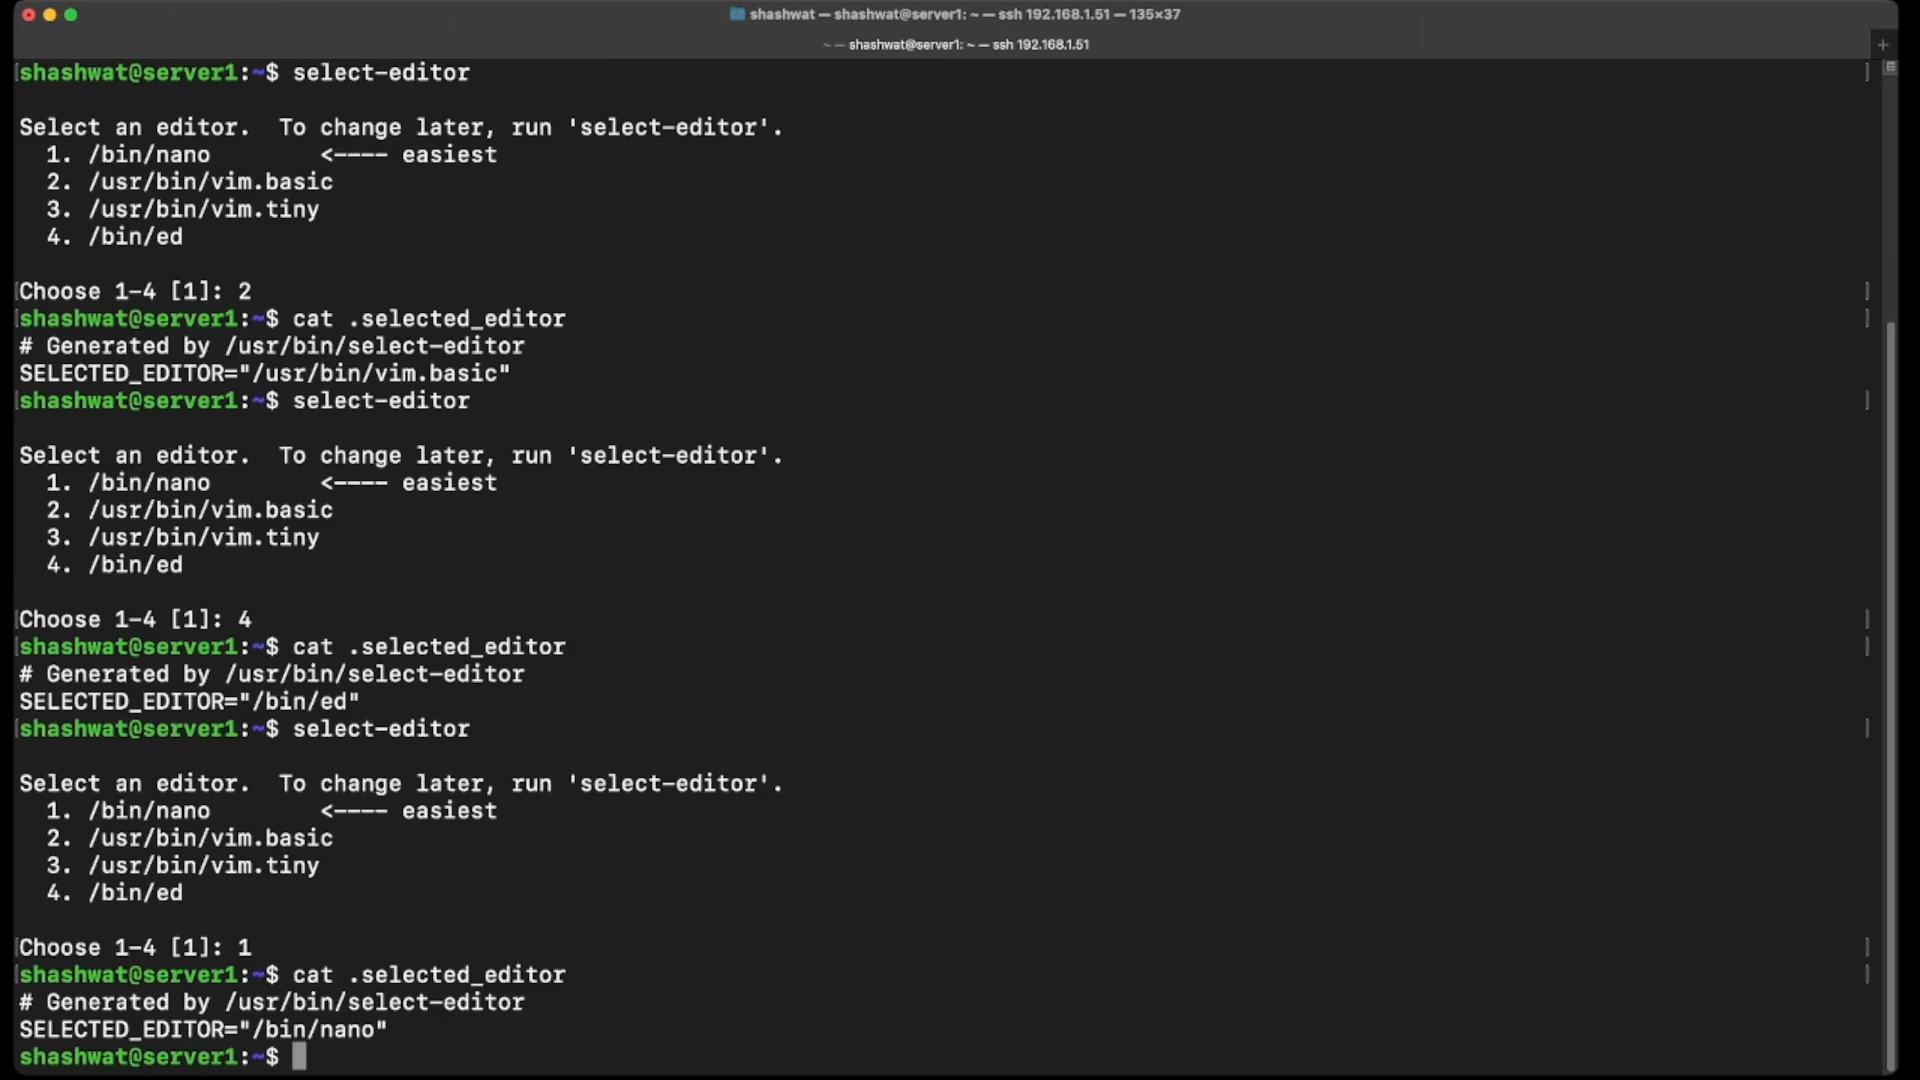 shashwat — shashwat@server1: ~ — ssh 192.168.1.51 — 135×37
~ — shashwat@server1: ~ — ssh 192.168.1.51
+
[shashwat@server1:~$ select-editor ]

Select an editor.  To change later, run 'select-editor'.
  1. /bin/nano        <---- easiest
  2. /usr/bin/vim.basic
  3. /usr/bin/vim.tiny
  4. /bin/ed

[Choose 1-4 [1]: 2 ]
[shashwat@server1:~$ cat .selected_editor ]
# Generated by /usr/bin/select-editor
SELECTED_EDITOR="/usr/bin/vim.basic"
[shashwat@server1:~$ select-editor ]

Select an editor.  To change later, run 'select-editor'.
  1. /bin/nano        <---- easiest
  2. /usr/bin/vim.basic
  3. /usr/bin/vim.tiny
  4. /bin/ed

[Choose 1-4 [1]: 4 ]
[shashwat@server1:~$ cat .selected_editor ]
# Generated by /usr/bin/select-editor
SELECTED_EDITOR="/bin/ed"
[shashwat@server1:~$ select-editor ]

Select an editor.  To change later, run 'select-editor'.
  1. /bin/nano        <---- easiest
  2. /usr/bin/vim.basic
  3. /usr/bin/vim.tiny
  4. /bin/ed

[Choose 1-4 [1]: 1 ]
[shashwat@server1:~$ cat .selected_editor ]
# Generated by /usr/bin/select-editor
SELECTED_EDITOR="/bin/nano"
shashwat@server1:~$